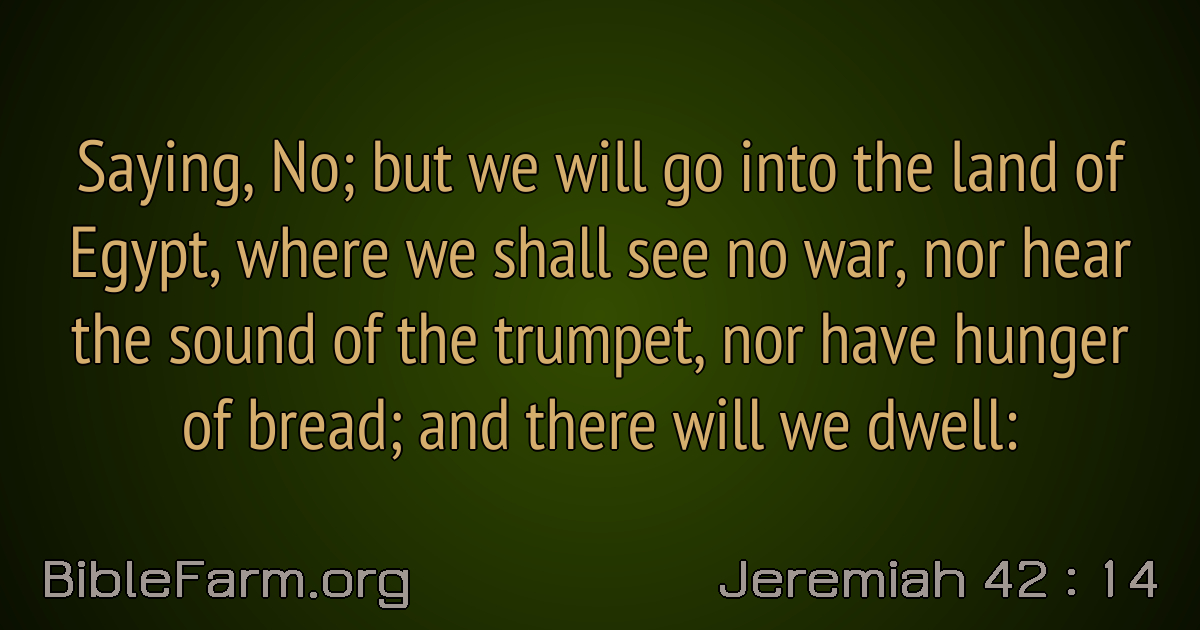 Saying, No; but we will go into the land of
Egypt, where we shall see no war, nor hear
the sound of the trumpet, nor have hunger
of bread; and there will we dwell:
BibleFarm.org
Jeremiah 42 : 14